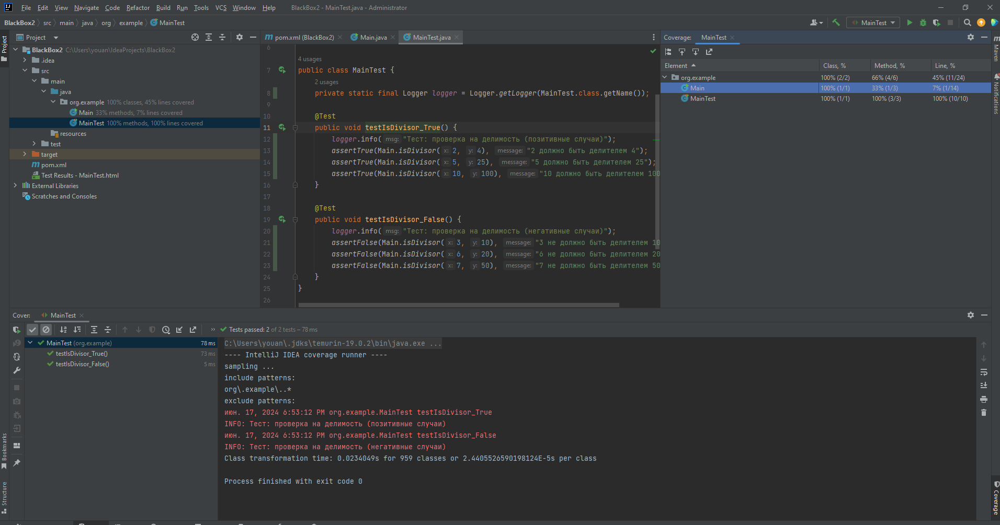 File Edit View Navigate Code Refactor Build Run Tools VCS Window Help BlackBox2 - MainTest.java - Administrator
BlackBox2 src main java org example MainTest
MainTest
Project
pom.xml (BlackBox2) Main.java MainTest.java
Coverage: MainTest
BlackBox2 C:\Users\youan\IdeaProjects\BlackBox2
.idea
src
main
java
org.example 100% classes, 45% lines covered
Main 33% methods, 7% lines covered
MainTest 100% methods, 100% lines covered
resources
test
target
pom.xml
Test Results - MainTest.html
External Libraries
Scratches and Consoles
6
4 usages
7 public class MainTest {
2 usages
8 private static final Logger logger = Logger.getLogger(MainTest.class.getName());
9
10 @Test
11 public void testIsDivisor_True() {
12 logger.info( msg: "Тест: проверка на делимость (позитивные случаи)");
13 assertTrue(Main.isDivisor( x: 2, y: 4), message: "2 должно быть делителем 4");
14 assertTrue(Main.isDivisor( x: 5, y: 25), message: "5 должно быть делителем 25");
15 assertTrue(Main.isDivisor( x: 10, y: 100), message: "10 должно быть делителем 100
16 }
17
18 @Test
19 public void testIsDivisor_False() {
20 logger.info( msg: "Тест: проверка на делимость (негативные случаи)");
21 assertFalse(Main.isDivisor( x: 3, y: 10), message: "3 не должно быть делителем 10
22 assertFalse(Main.isDivisor( x: 6, y: 20), message: "6 не должно быть делителем 20
23 assertFalse(Main.isDivisor( x: 7, y: 50), message: "7 не должно быть делителем 50
24 }
25 }
26
Element Class, % Method, % Line, %
org.example 100% (2/2) 66% (4/6) 45% (11/24)
Main 100% (1/1) 33% (1/3) 7% (1/14)
MainTest 100% (1/1) 100% (3/3) 100% (10/10)
Cover: MainTest
Tests passed: 2 of 2 tests – 78 ms
MainTest (org.example) 78 ms
testIsDivisor_True() 73 ms
testIsDivisor_False() 5 ms
C:\Users\youan\.jdks\temurin-19.0.2\bin\java.exe ...
---- IntelliJ IDEA coverage runner ----
sampling ...
include patterns:
org\.example\..*
exclude patterns:
июн. 17, 2024 6:53:12 PM org.example.MainTest testIsDivisor_True
INFO: Тест: проверка на делимость (позитивные случаи)
июн. 17, 2024 6:53:12 PM org.example.MainTest testIsDivisor_False
INFO: Тест: проверка на делимость (негативные случаи)
Class transformation time: 0.0234049s for 959 classes or 2.4405526590198124E-5s per class
Process finished with exit code 0
Project
Bookmarks
Structure
Maven
Notifications
Coverage